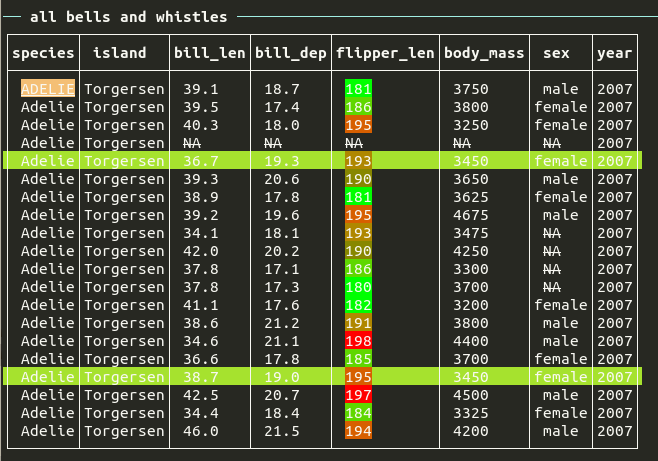 all bells and whistles
species island bill_len bill_dep flipper_len body_mass sex year
ADELIE Torgersen 39.1 18.7 181 3750 male 2007
Adelie Torgersen 39.5 17.4 186 3800 female 2007
Adelie Torgersen 40.3 18.0 195 3250 female 2007
Adelie Torgersen NA NA NA NA NA 2007
Adelie Torgersen 36.7 19.3 193 3450 female 2007
Adelie Torgersen 39.3 20.6 190 3650 male 2007
Adelie Torgersen 38.9 17.8 181 3625 female 2007
Adelie Torgersen 39.2 19.6 195 4675 male 2007
Adelie Torgersen 34.1 18.1 193 3475 NA 2007
Adelie Torgersen 42.0 20.2 190 4250 NA 2007
Adelie Torgersen 37.8 17.1 186 3300 NA 2007
Adelie Torgersen 37.8 17.3 180 3700 NA 2007
Adelie Torgersen 41.1 17.6 182 3200 female 2007
Adelie Torgersen 38.6 21.2 191 3800 male 2007
Adelie Torgersen 34.6 21.1 198 4400 male 2007
Adelie Torgersen 36.6 17.8 185 3700 female 2007
Adelie Torgersen 38.7 19.0 195 3450 female 2007
Adelie Torgersen 42.5 20.7 197 4500 male 2007
Adelie Torgersen 34.4 18.4 184 3325 female 2007
Adelie Torgersen 46.0 21.5 194 4200 male 2007